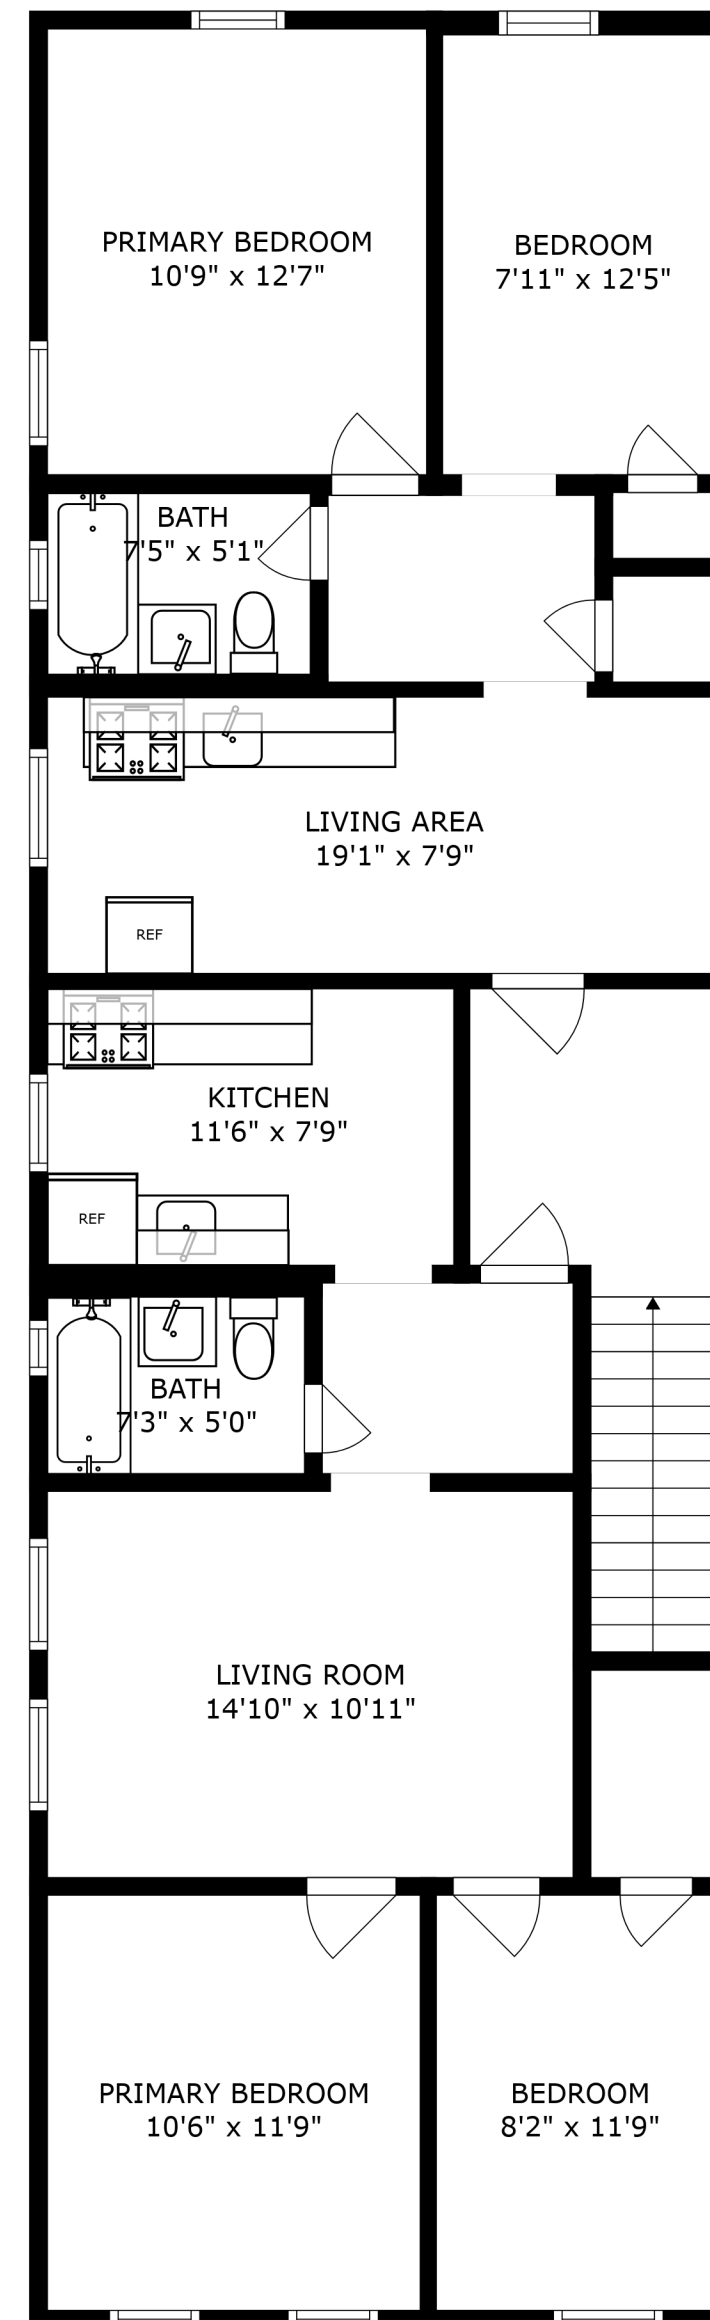 PRIMARY BEDROOM
10'9" x 12'7"
BEDROOM
7'11" x 12'5"
BATH
7'5" x 5'1"
LIVING AREA
19'1" x 7'9"
REF
KITCHEN
11'6" x 7'9"
REF
BATH
7'3" x 5'0"
LIVING ROOM
14'10" x 10'11"
PRIMARY BEDROOM
10'6" x 11'9"
BEDROOM
8'2" x 11'9"